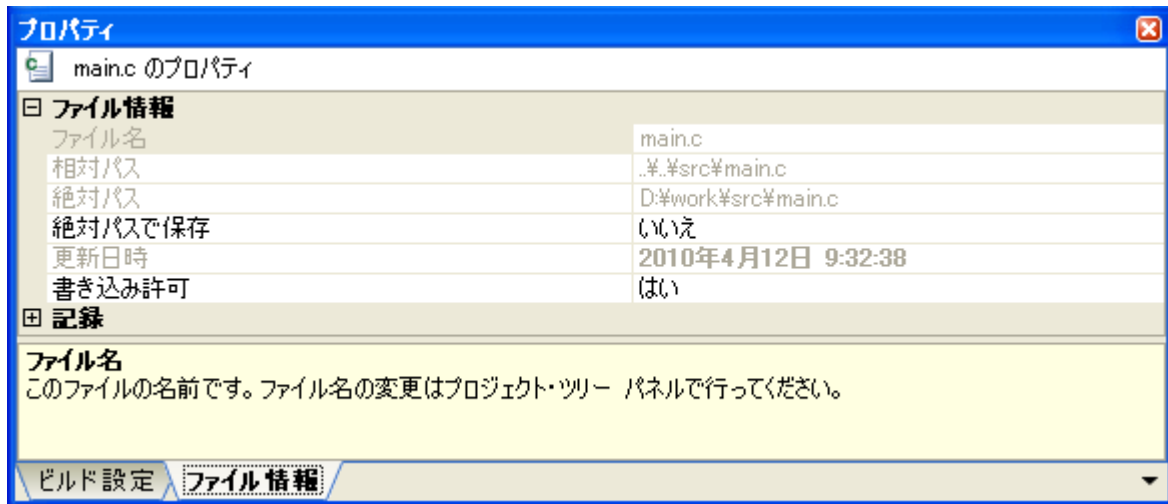 プロパティ
main.c のプロパティ
ファイル情報
ファイル名 main.c
相対パス ..¥..¥src¥main.c
絶対パス D:¥work¥src¥main.c
絶対パスで保存 いいえ
更新日時 2010年4月12日 9:32:38
書き込み許可 はい
記録
ファイル名
このファイルの名前です。ファイル名の変更はプロジェクト・ツリー パネルで行ってください。
ビルド設定 ファイル情報